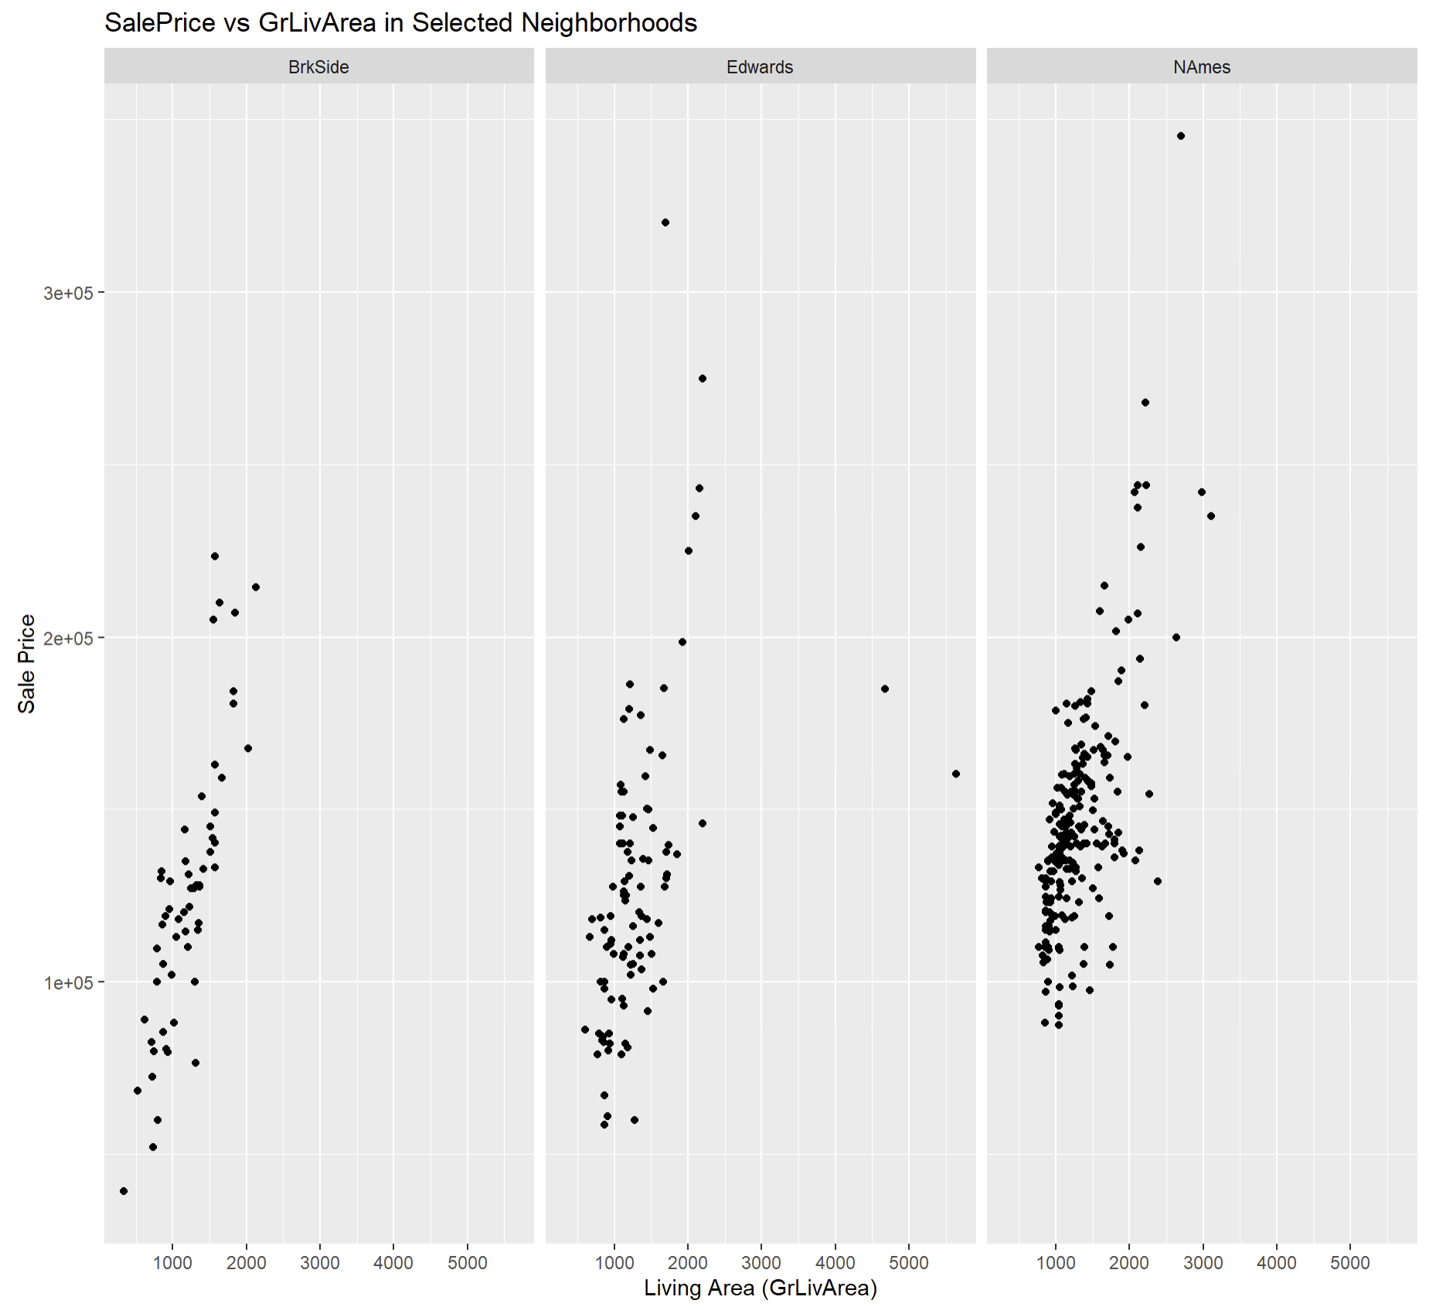 SalePrice vs GrLivArea in Selected Neighborhoods
BrkSide Edwards NAmes
3e+05
2e+05
1e+05
Sale Price
1000 2000 3000 4000 5000 1000 2000 3000 4000 5000 1000 2000 3000 4000 5000
Living Area (GrLivArea)